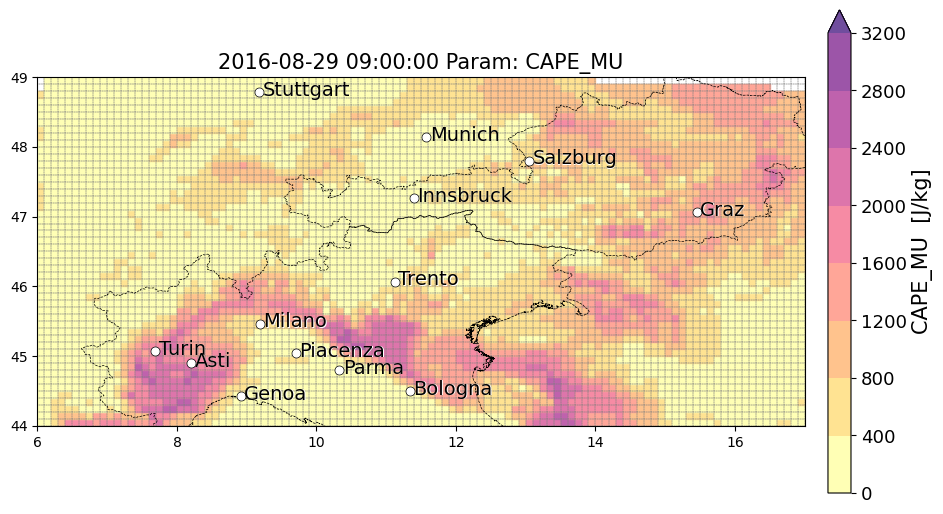 2016-08-29 09:00:00 Param: CAPE_MU
49
48
47
46
45
44
6
8
10
12
14
16
Stuttgart
Munich
Salzburg
Innsbruck
Graz
Trento
Milano
Turin
Asti
Piacenza
Parma
Genoa
Bologna
3200
2800
2400
2000
1600
1200
800
400
0
CAPE_MU [J/kg]